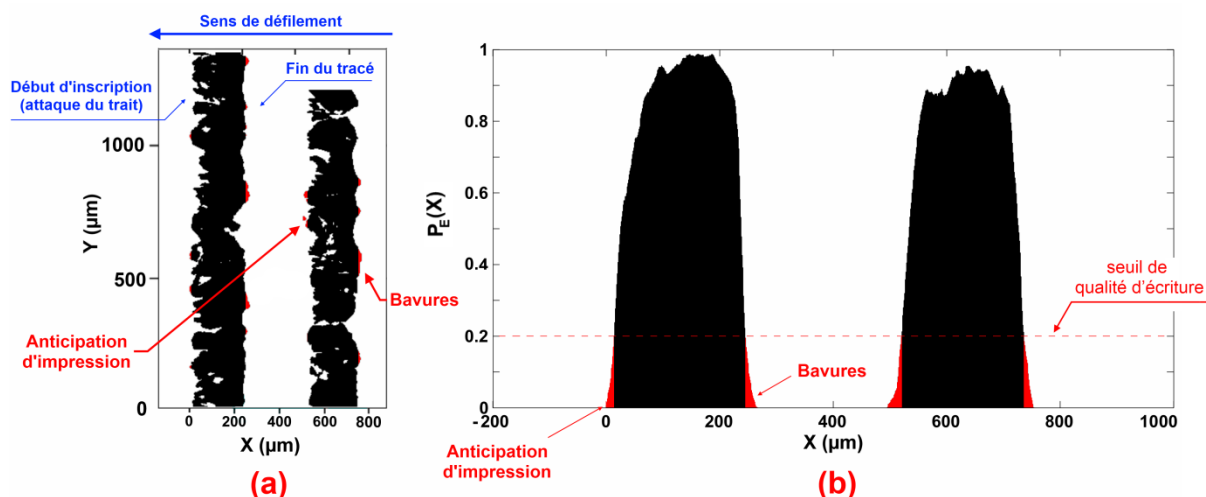 Sens de défilement
Début d'inscription
(attaque du trait)
Fin du tracé
1000
500
0
Y (µm)
0 200 400 600 800
X (µm)
Anticipation
d'impression
Bavures
(a)
1
0.8
0.6
0.4
0.2
0
P_E(X)
-200 0 200 400 600 800 1000
X (µm)
seuil de
qualité d'écriture
Bavures
Anticipation
d'impression
(b)